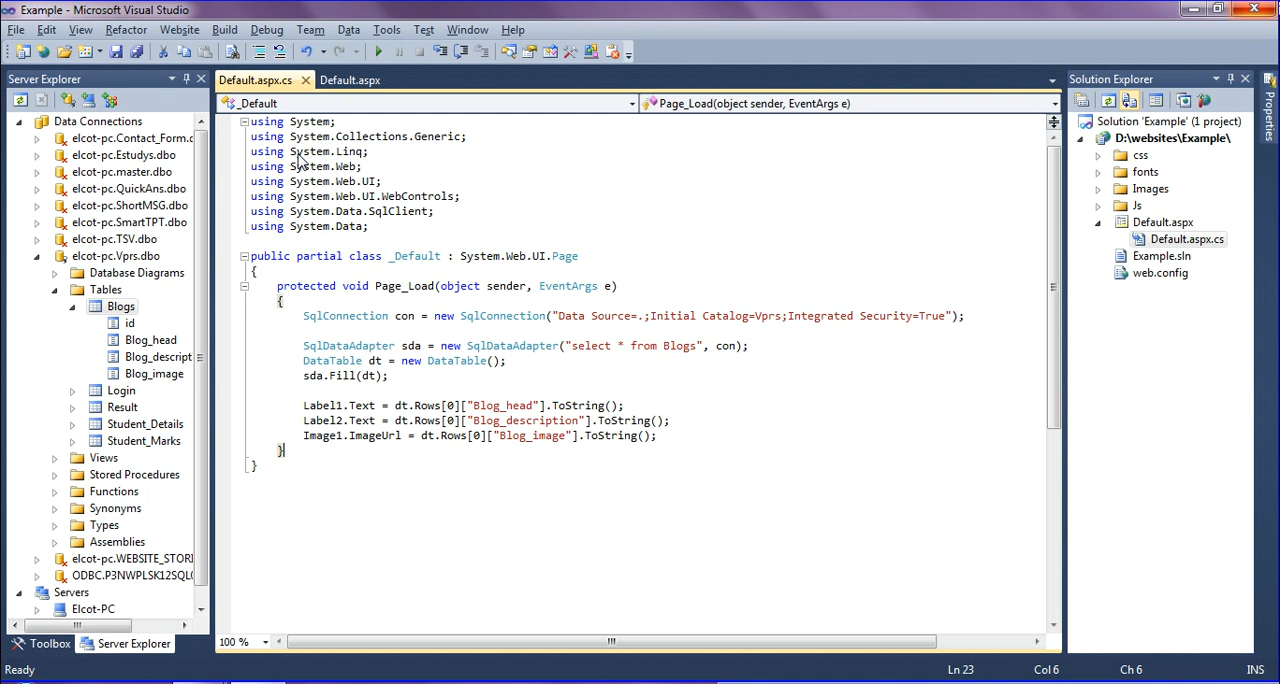 Example - Microsoft Visual Studio
File Edit View Refactor Website Build Debug Team Data Tools Test Window Help
Server Explorer
Data Connections
elcot-pc.Contact_Form.c
elcot-pc.Estudys.dbo
elcot-pc.master.dbo
elcot-pc.QuickAns.dbo
elcot-pc.ShortMSG.dbo
elcot-pc.SmartTPT.dbo
elcot-pc.TSV.dbo
elcot-pc.Vprs.dbo
Database Diagrams
Tables
Blogs
id
Blog_head
Blog_descript
Blog_image
Login
Result
Student_Details
Student_Marks
Views
Stored Procedures
Functions
Synonyms
Types
Assemblies
elcot-pc.WEBSITE_STORI
ODBC.P3NWPLSK12SQL
Servers
Elcot-PC
Toolbox Server Explorer
Default.aspx.cs Default.aspx
_Default Page_Load(object sender, EventArgs e)
using System;
using System.Collections.Generic;
using System.Linq;
using System.Web;
using System.Web.UI;
using System.Web.UI.WebControls;
using System.Data.SqlClient;
using System.Data;
public partial class _Default : System.Web.UI.Page
{
protected void Page_Load(object sender, EventArgs e)
{
SqlConnection con = new SqlConnection("Data Source=.;Initial Catalog=Vprs;Integrated Security=True");
SqlDataAdapter sda = new SqlDataAdapter("select * from Blogs", con);
DataTable dt = new DataTable();
sda.Fill(dt);
Label1.Text = dt.Rows[0]["Blog_head"].ToString();
Label2.Text = dt.Rows[0]["Blog_description"].ToString();
Image1.ImageUrl = dt.Rows[0]["Blog_image"].ToString();
}
}
100 %
Solution Explorer
Solution 'Example' (1 project)
D:\websites\Example\
css
fonts
Images
Js
Default.aspx
Default.aspx.cs
Example.sln
web.config
Properties
Ready Ln 23 Col 6 Ch 6 INS